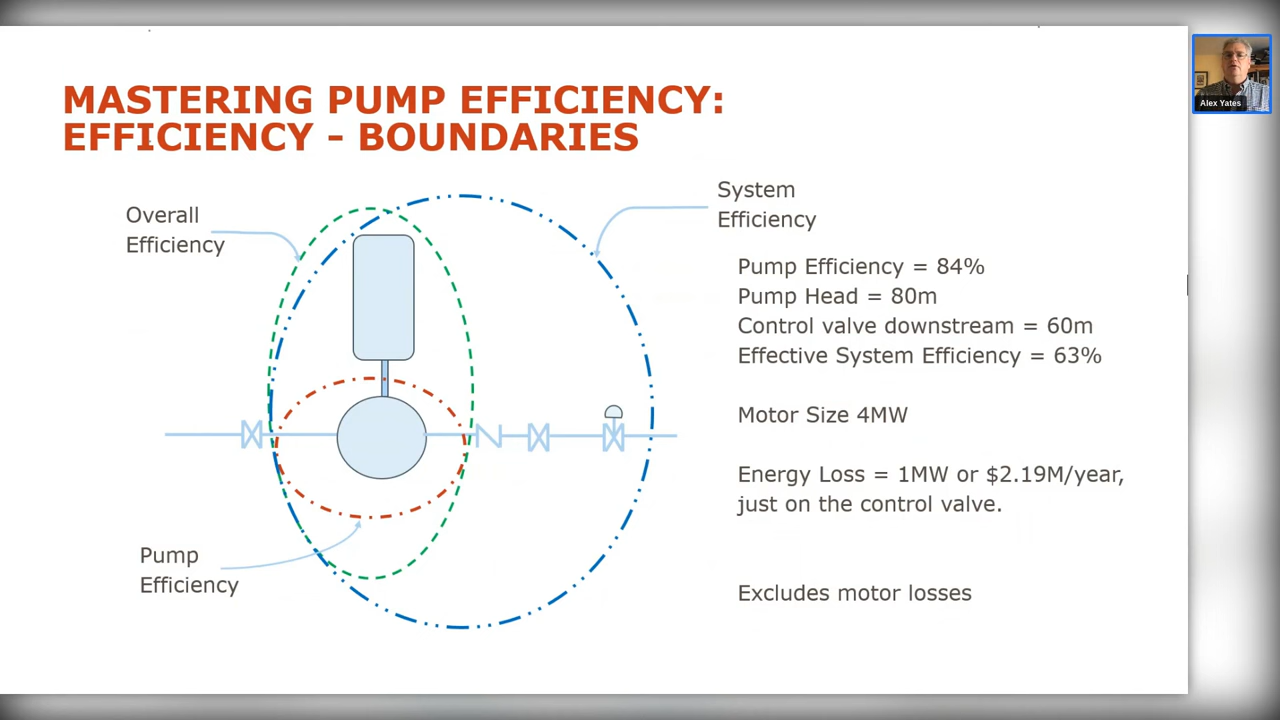 MASTERING PUMP EFFICIENCY:
EFFICIENCY - BOUNDARIES
Overall
Efficiency
System
Efficiency
Pump Efficiency = 84%
Pump Head = 80m
Control valve downstream = 60m
Effective System Efficiency = 63%
Motor Size 4MW
Energy Loss = 1MW or $2.19M/year,
just on the control valve.
Pump
Efficiency
Excludes motor losses
Alex Yates